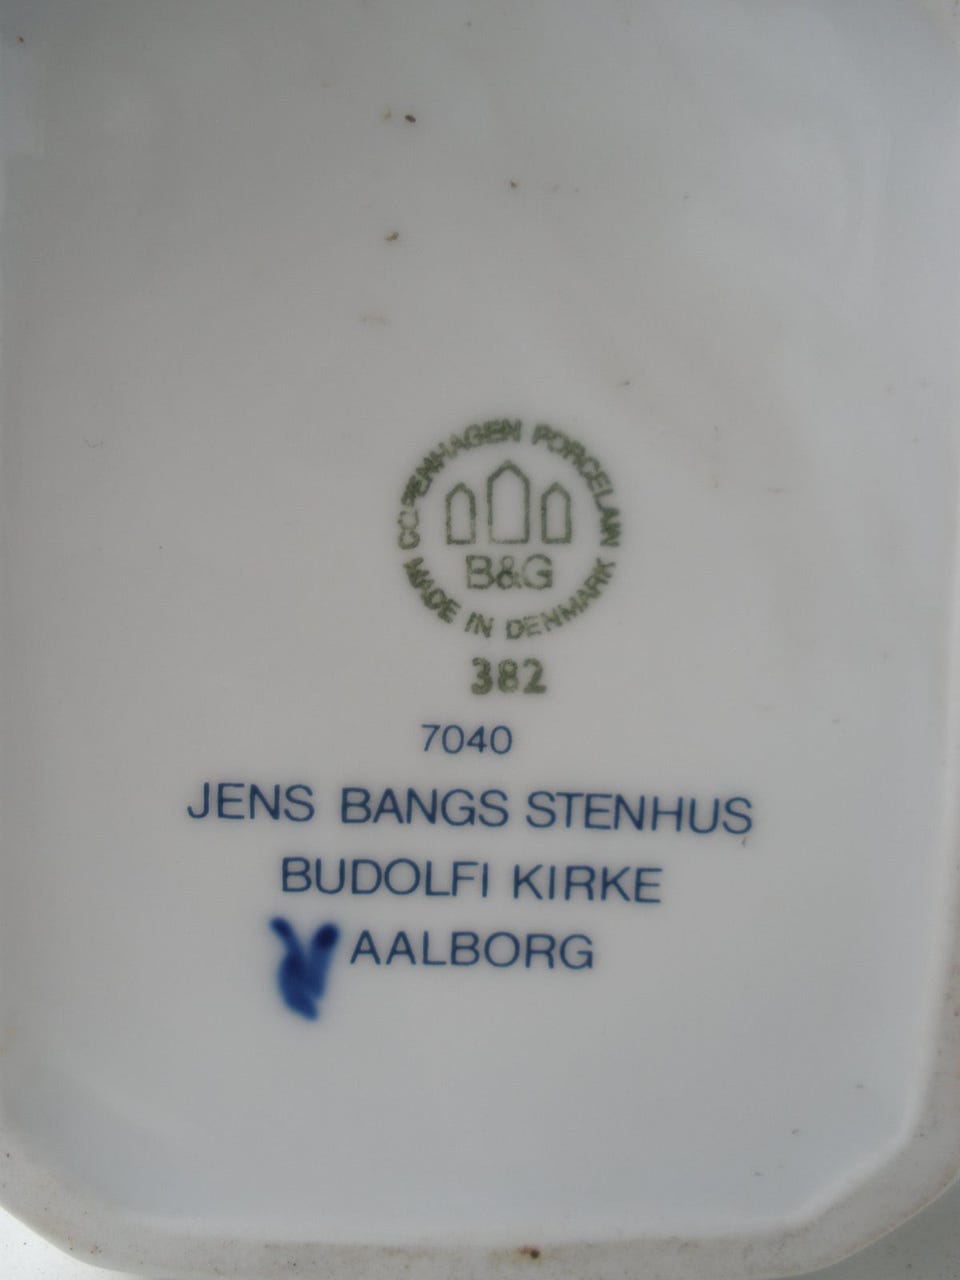 COPENHAGEN PORCELAIN
B&G
MADE IN DENMARK
382
7040
JENS BANGS STENHUS
BUDOLFI KIRKE
AALBORG